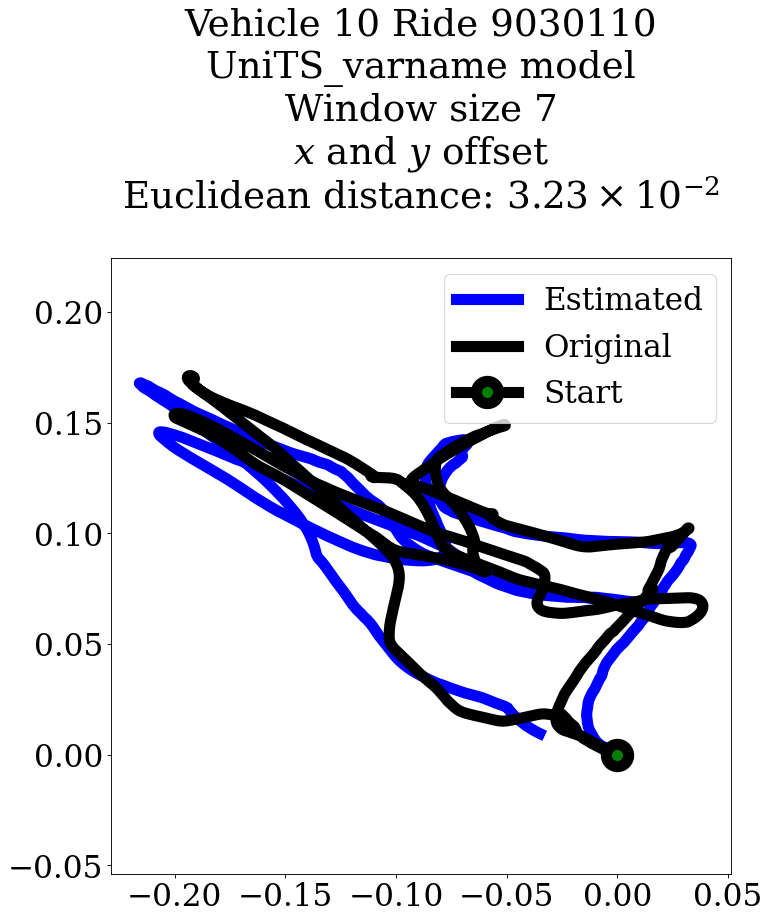 Vehicle 10 Ride 9030110
UniTS_varname model
Window size 7
x and y offset
Euclidean distance: 3.23 × 10⁻²
Estimated
Original
Start
0.20
0.15
0.10
0.05
0.00
−0.05
−0.20 −0.15 −0.10 −0.05 0.00 0.05